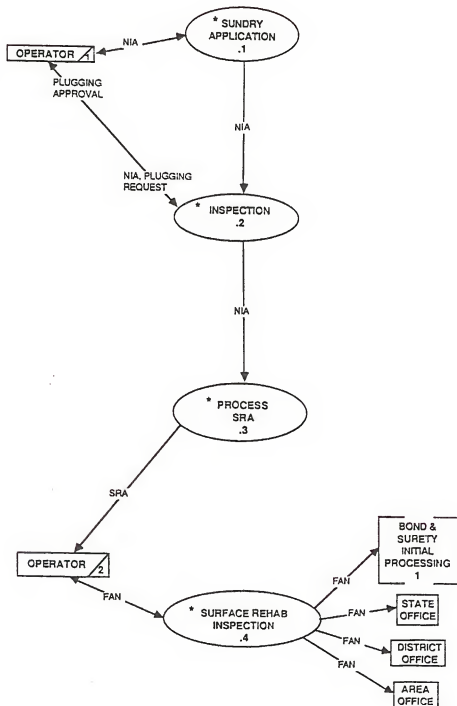 * SUNDRY
APPLICATION
.1
NIA
OPERATOR 1
PLUGGING
APPROVAL
NIA
NIA, PLUGGING
REQUEST
* INSPECTION
.2
NIA
* PROCESS
SRA
.3
SRA
BOND &
SURETY
INITIAL
PROCESSING
1
OPERATOR 2
FAN
FAN
STATE
OFFICE
FAN
* SURFACE REHAB
INSPECTION
.4
FAN
DISTRICT
OFFICE
FAN
AREA
OFFICE